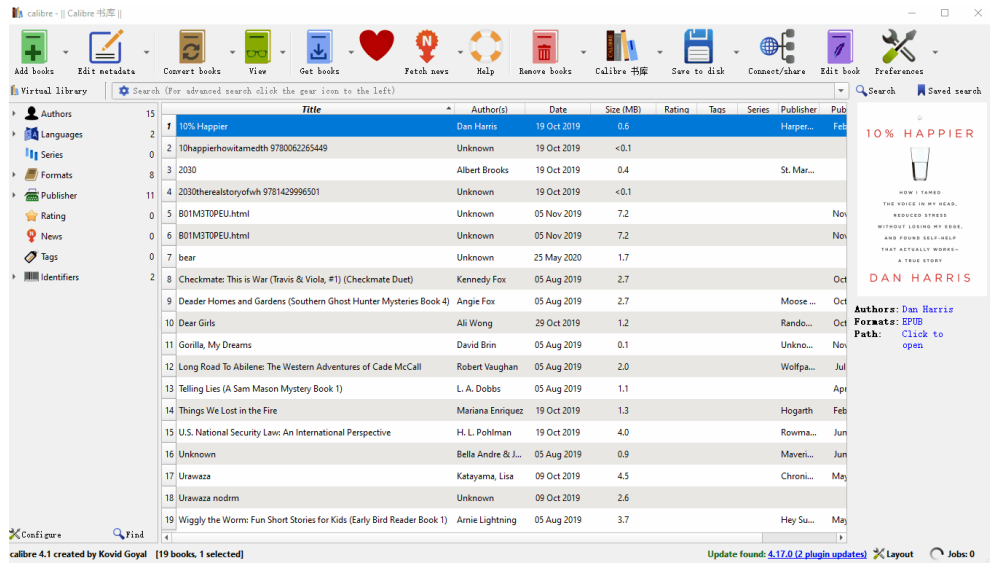 calibre - || Calibre 书库 ||
Add books Edit metadata Convert books View Get books Fetch news Help Remove books Calibre 书库 Save to disk Connect/share Edit book Preferences
Virtual library Search (For advanced search click the gear icon to the left) Search Saved search
Authors 15
Languages 2
Series 0
Formats 8
Publisher 11
Rating 0
News 0
Tags 0
Identifiers 2
Title Author(s) Date Size (MB) Rating Tags Series Publisher Pub
1 10% Happier Dan Harris 19 Oct 2019 0.6 Harper... Feb
2 10happierhowitamedth 9780062265449 Unknown 19 Oct 2019 <0.1
3 2030 Albert Brooks 19 Oct 2019 0.4 St. Mar...
4 2030therealstoryofwh 9781429996501 Unknown 19 Oct 2019 <0.1
5 B01M3T0PEU.html Unknown 05 Nov 2019 7.2 Nov
6 B01M3T0PEU.html Unknown 05 Nov 2019 7.2 Nov
7 bear Unknown 25 May 2020 1.7
8 Checkmate: This is War (Travis & Viola, #1) (Checkmate Duet) Kennedy Fox 05 Aug 2019 2.7 Oct
9 Deader Homes and Gardens (Southern Ghost Hunter Mysteries Book 4) Angie Fox 05 Aug 2019 2.7 Moose ... Oct
10 Dear Girls Ali Wong 29 Oct 2019 1.2 Rando... Oct
11 Gorilla, My Dreams David Brin 05 Aug 2019 0.1 Unkno... Nov
12 Long Road To Abilene: The Western Adventures of Cade McCall Robert Vaughan 05 Aug 2019 2.0 Wolfpa... Jul
13 Telling Lies (A Sam Mason Mystery Book 1) L. A. Dobbs 05 Aug 2019 1.1 Apr
14 Things We Lost in the Fire Mariana Enriquez 19 Oct 2019 1.3 Hogarth Feb
15 U.S. National Security Law: An International Perspective H. L. Pohlman 19 Oct 2019 4.0 Rowma... Jun
16 Unknown Bella Andre & J... 05 Aug 2019 0.9 Maveri... Jun
17 Urawaza Katayama, Lisa 09 Oct 2019 4.5 Chroni... May
18 Urawaza nodrm Unknown 09 Oct 2019 2.6
19 Wiggly the Worm: Fun Short Stories for Kids (Early Bird Reader Book 1) Arnie Lightning 05 Aug 2019 3.7 Hey Su... May
10% HAPPIER
HOW I TAMED
THE VOICE IN MY HEAD,
REDUCED STRESS
WITHOUT LOSING MY EDGE,
AND FOUND SELF-HELP
THAT ACTUALLY WORKS—
A TRUE STORY
DAN HARRIS
Authors: Dan Harris
Formats: EPUB
Path: Click to
open
Configure Find
calibre 4.1 created by Kovid Goyal [19 books, 1 selected] Update found: 4.17.0 (2 plugin updates) Layout Jobs: 0